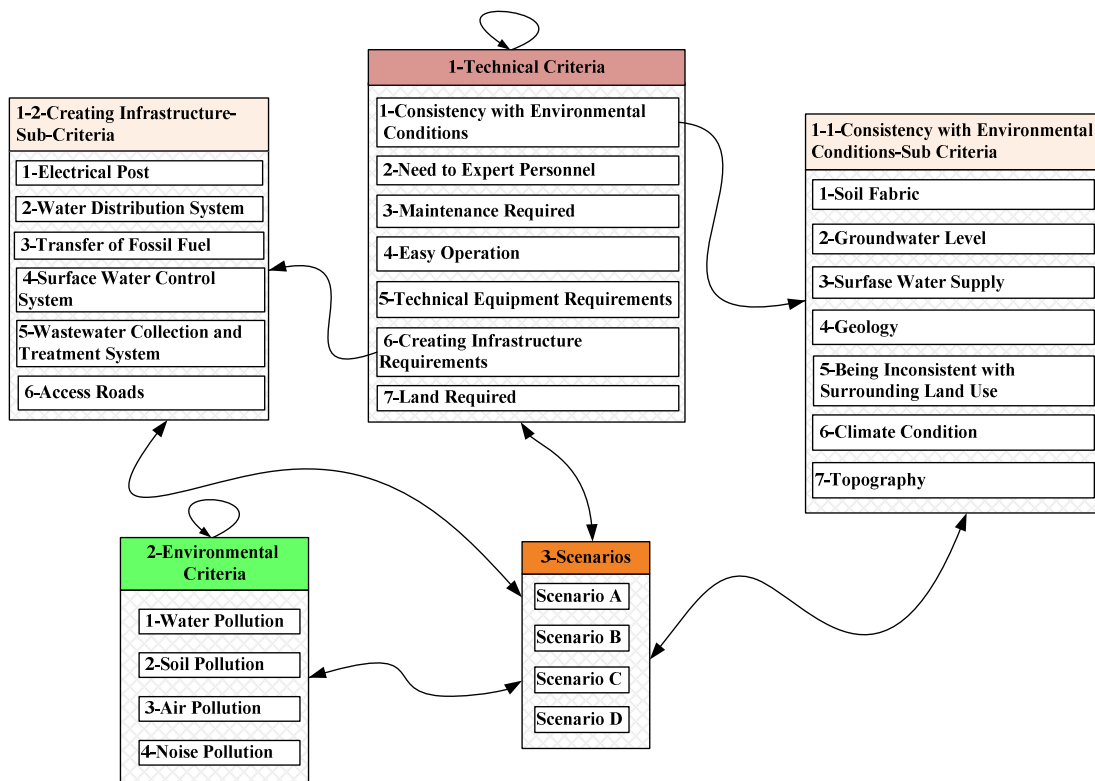 1-Technical Criteria
1-Consistency with Environmental
Conditions
2-Need to Expert Personnel
3-Maintenance Required
4-Easy Operation
5-Technical Equipment Requirements
6-Creating Infrastructure
Requirements
7-Land Required
1-2-Creating Infrastructure-
Sub-Criteria
1-Electrical Post
2-Water Distribution System
3-Transfer of Fossil Fuel
4-Surface Water Control
System
5-Wastewater Collection and
Treatment System
6-Access Roads
1-1-Consistency with Environmental
Conditions-Sub Criteria
1-Soil Fabric
2-Groundwater Level
3-Surfase Water Supply
4-Geology
5-Being Inconsistent with
Surrounding Land Use
6-Climate Condition
7-Topography
2-Environmental
Criteria
1-Water Pollution
2-Soil Pollution
3-Air Pollution
4-Noise Pollution
3-Scenarios
Scenario A
Scenario B
Scenario C
Scenario D